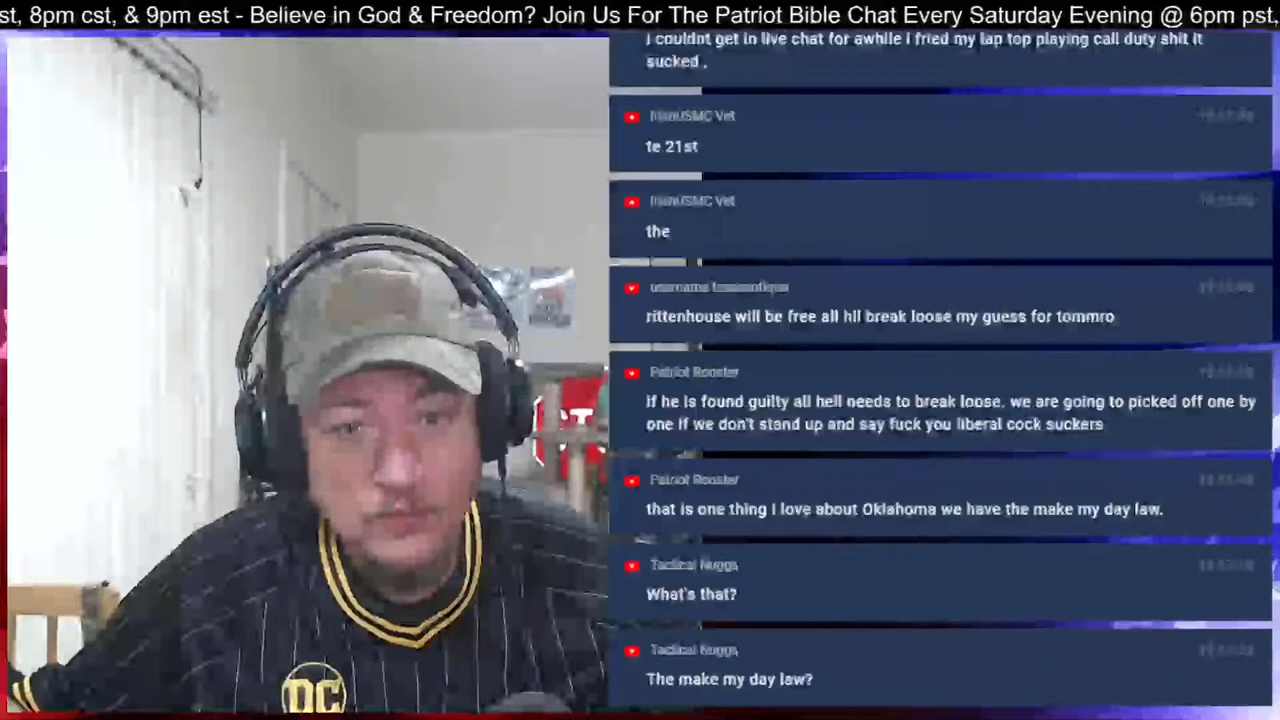 st, 8pm cst, & 9pm est - Believe in God & Freedom? Join Us For The Patriot Bible Chat Every Saturday Evening @ 6pm pst,
I couldnt get in live chat for awhile i fried my lap top playing call duty shit it
sucked .
USMC Vet
te 21st
USMC Vet
the
username
rittenhouse will be free all hll break loose my guess for tommro
Patriot Rooster
if he is found guilty all hell needs to break loose. we are going to picked off one by
one if we don't stand up and say fuck you liberal cock suckers
Patriot Rooster
that is one thing I love about Oklahoma we have the make my day law.
Tactical Nuggs
What's that?
Tactical Nuggs
The make my day law?
DC